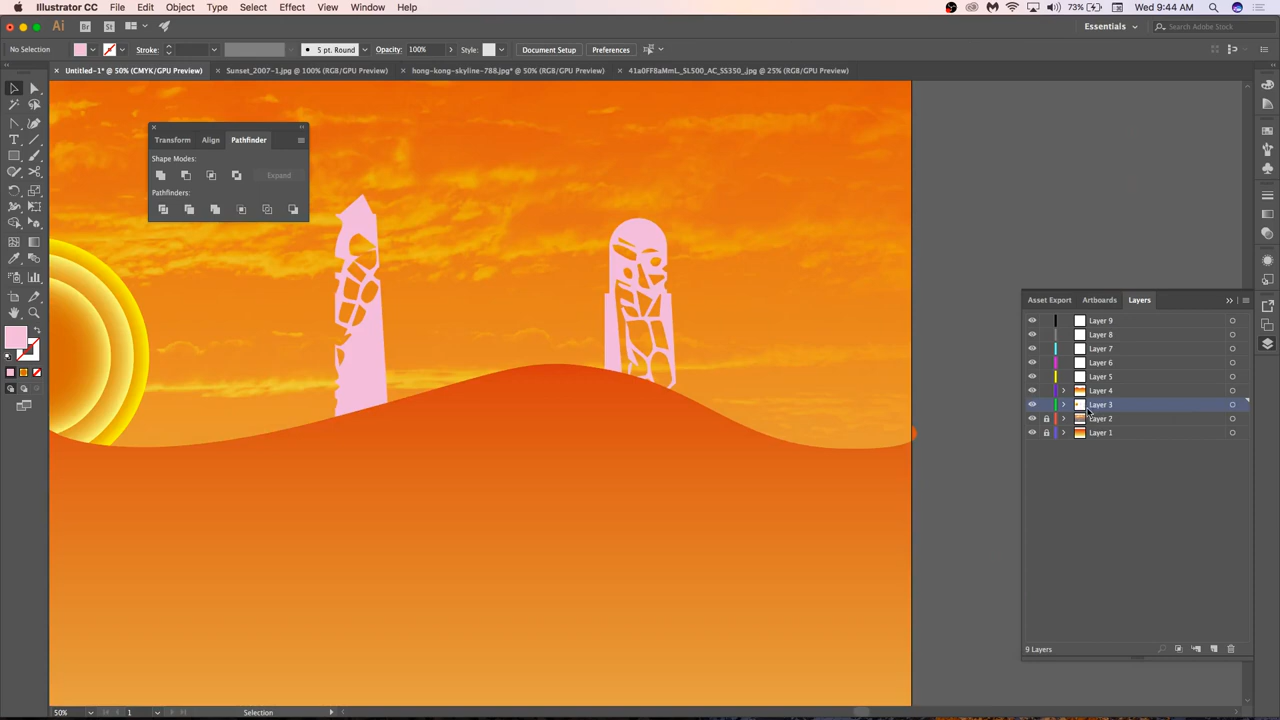 Illustrator CC File Edit Object Type Select Effect View Window Help 73% Wed 9:44 AM
Ai Br St Essentials Search Adobe Stock
No Selection Stroke: 5 pt. Round Opacity: 100% Style: Document Setup Preferences
Untitled-1* @ 50% (CMYK/GPU Preview) Sunset_2007-1.jpg @ 100% (RGB/GPU Preview) hong-kong-skyline-788.jpg* @ 50% (RGB/GPU Preview) 41a0FF8aMmL._SL500_AC_SS350_.jpg @ 25% (RGB/GPU Preview)
Transform Align Pathfinder
Shape Modes:
Expand
Pathfinders:
Asset Export Artboards Layers
Layer 9
Layer 8
Layer 7
Layer 6
Layer 5
Layer 4
Layer 3
Layer 2
Layer 1
9 Layers
50% 1 Selection